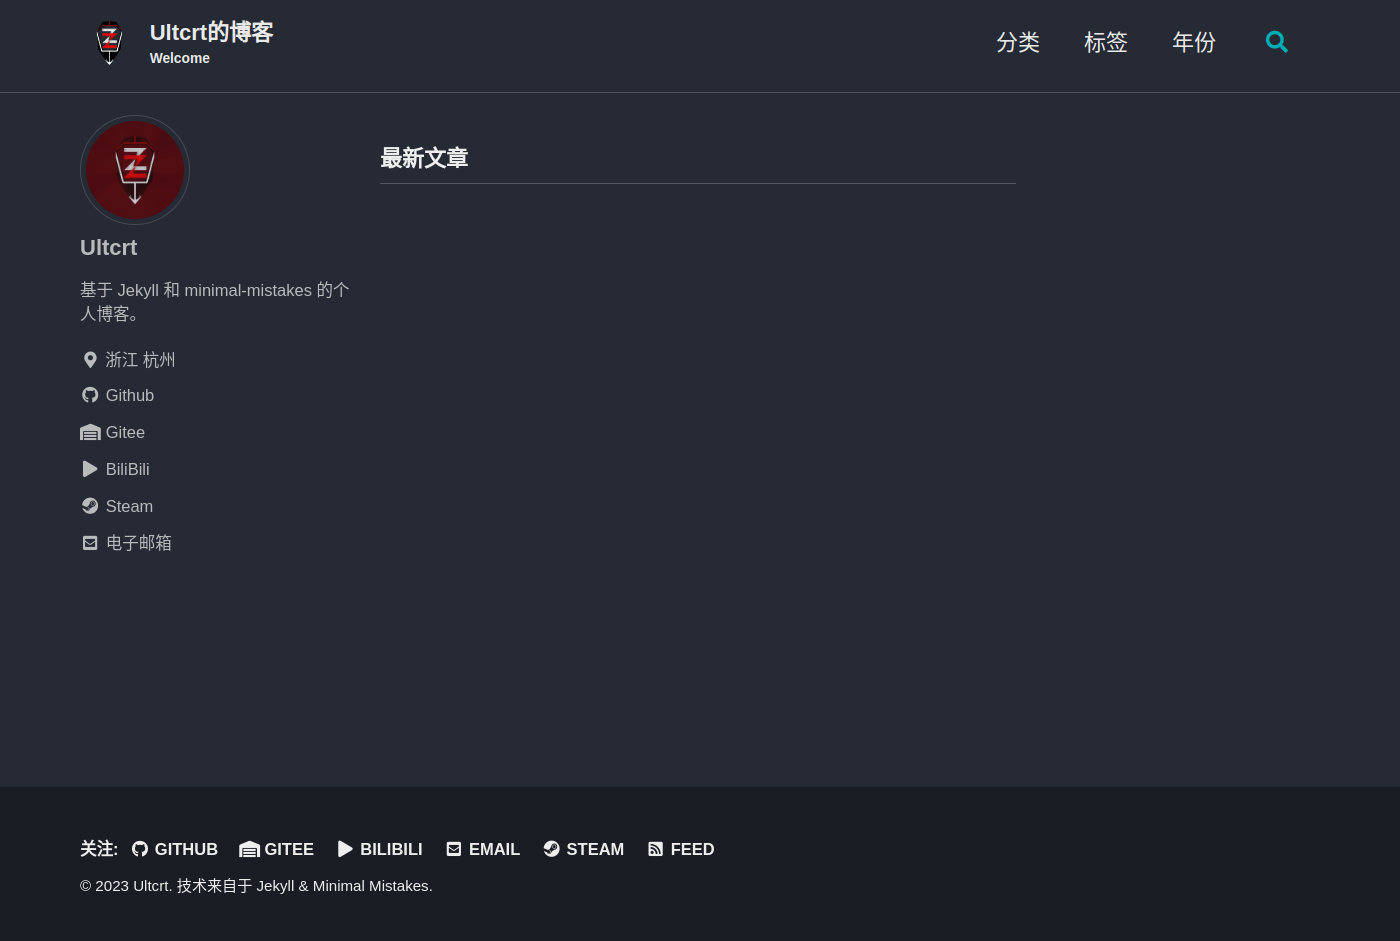 Ultcrt的博客
Welcome
分类 标签 年份
最新文章
Ultcrt
基于 Jekyll 和 minimal-mistakes 的个
人博客。
浙江 杭州
Github
Gitee
BiliBili
Steam
电子邮箱
关注: GITHUB GITEE BILIBILI EMAIL STEAM FEED
© 2023 Ultcrt. 技术来自于 Jekyll & Minimal Mistakes.